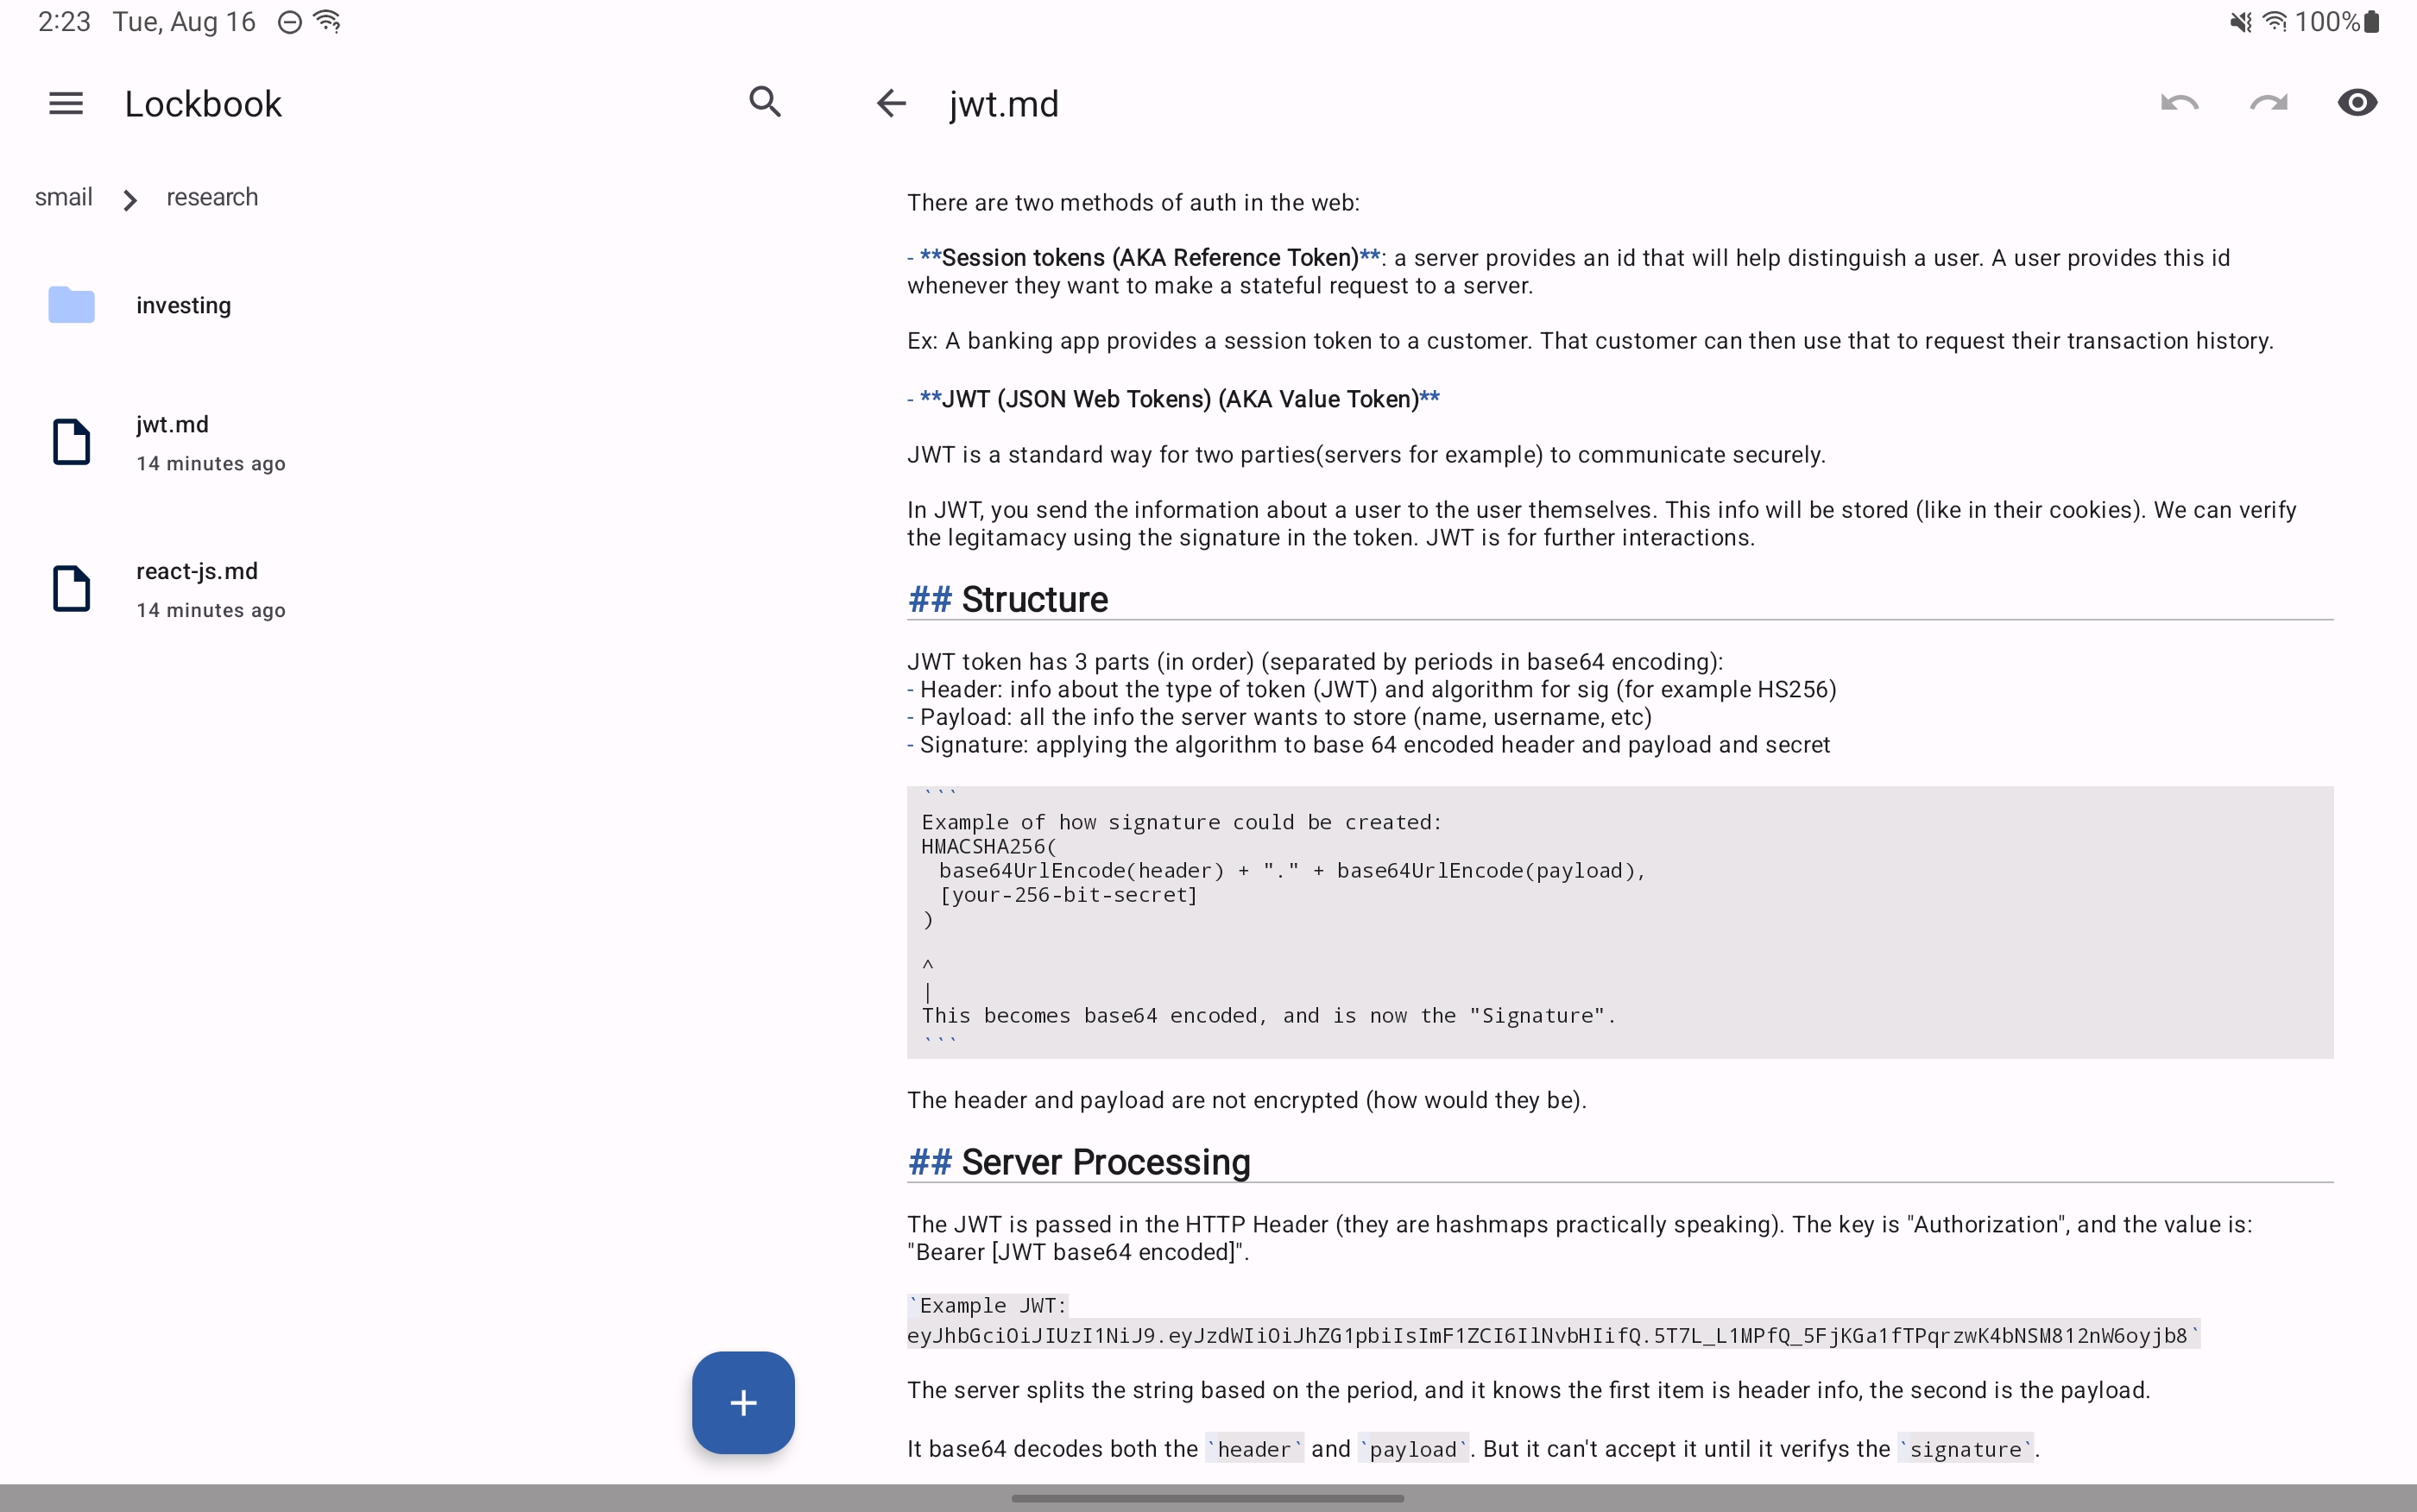 2:23 Tue, Aug 16 100%
Lockbook
smail research
investing
jwt.md
14 minutes ago
react-js.md
14 minutes ago
jwt.md
There are two methods of auth in the web:
- **Session tokens (AKA Reference Token)**: a server provides an id that will help distinguish a user. A user provides this id
whenever they want to make a stateful request to a server.
Ex: A banking app provides a session token to a customer. That customer can then use that to request their transaction history.
- **JWT (JSON Web Tokens) (AKA Value Token)**
JWT is a standard way for two parties(servers for example) to communicate securely.
In JWT, you send the information about a user to the user themselves. This info will be stored (like in their cookies). We can verify
the legitamacy using the signature in the token. JWT is for further interactions.
## Structure
JWT token has 3 parts (in order) (separated by periods in base64 encoding):
- Header: info about the type of token (JWT) and algorithm for sig (for example HS256)
- Payload: all the info the server wants to store (name, username, etc)
- Signature: applying the algorithm to base 64 encoded header and payload and secret
```
Example of how signature could be created:
HMACSHA256(
base64UrlEncode(header) + "." + base64UrlEncode(payload),
[your-256-bit-secret]
)
^
|
This becomes base64 encoded, and is now the "Signature".
```
The header and payload are not encrypted (how would they be).
## Server Processing
The JWT is passed in the HTTP Header (they are hashmaps practically speaking). The key is "Authorization", and the value is:
"Bearer [JWT base64 encoded]".
`Example JWT:
eyJhbGciOiJIUzI1NiJ9.eyJzdWIiOiJhZG1pbiIsImF1ZCI6IlNvbHIifQ.5T7L_L1MPfQ_5FjKGa1fTPqrzwK4bNSM812nW6oyjb8`
The server splits the string based on the period, and it knows the first item is header info, the second is the payload.
It base64 decodes both the `header` and `payload`. But it can't accept it until it verifys the `signature`.